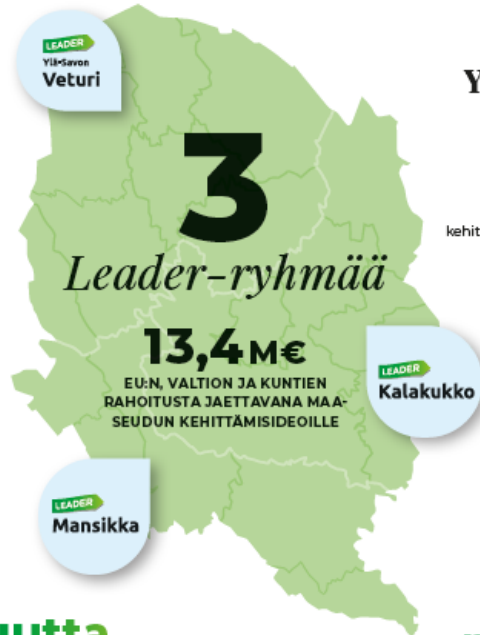 LEADER
Ylä-Savon
Veturi
3
Leader-ryhmää
13,4 M€
EU:N, VALTION JA KUNTIEN
RAHOITUSTA JAETTAVANA MAA-
SEUDUN KEHITTÄMISIDEOILLE
LEADER
Kalakukko
LEADER
Mansikka
Y
kehit